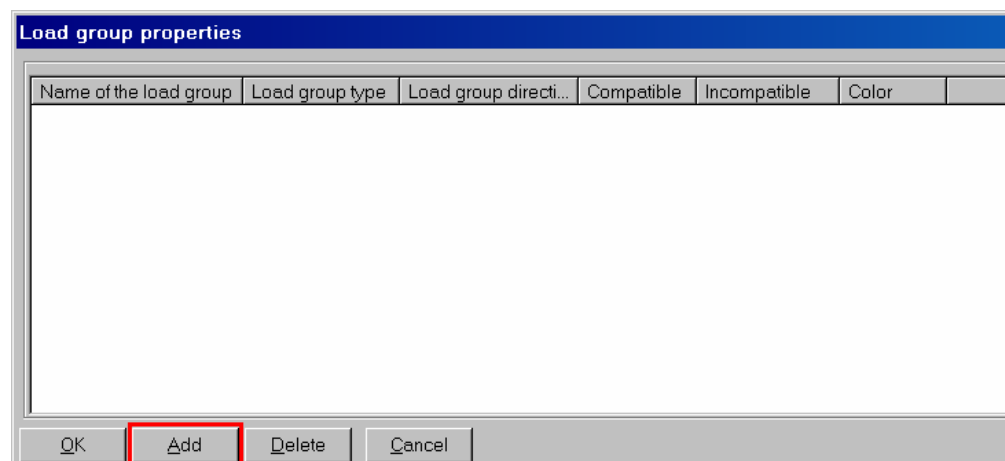 Load group properties
Name of the load group Load group type Load group directi... Compatible Incompatible Color
OK Add Delete Cancel